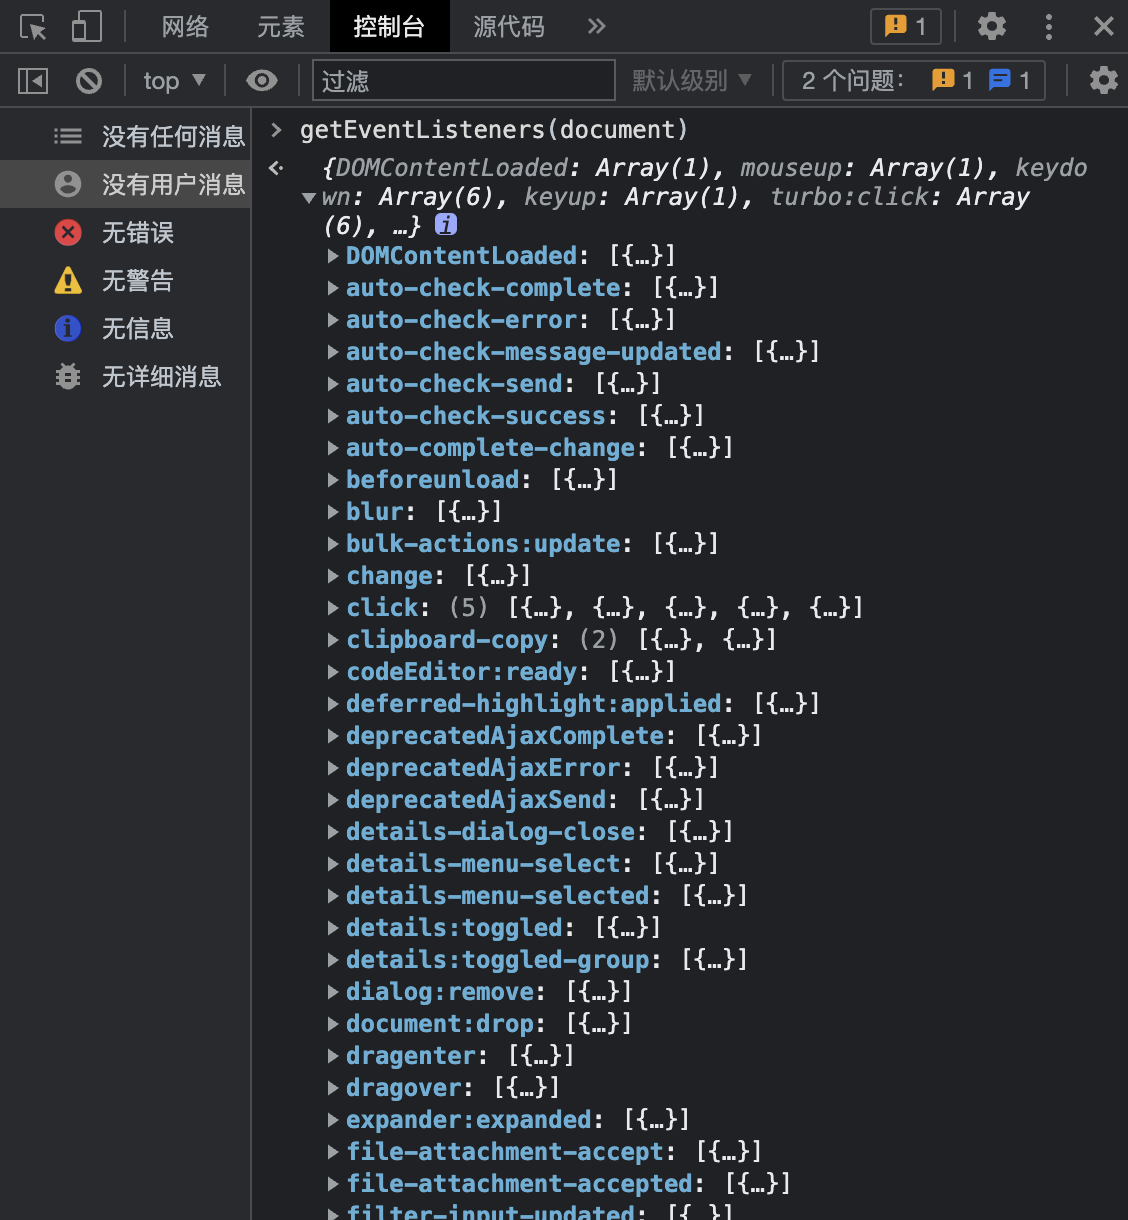 网络 元素 控制台 源代码 » 1
top ▼ 过滤 默认级别 ▼ 2 个问题: 1 1
没有任何消息
没有用户消息
无错误
无警告
无信息
无详细消息
> getEventListeners(document)
{DOMContentLoaded: Array(1), mouseup: Array(1), keydo
wn: Array(6), keyup: Array(1), turbo:click: Array
(6), …} i
DOMContentLoaded: [{…}]
auto-check-complete: [{…}]
auto-check-error: [{…}]
auto-check-message-updated: [{…}]
auto-check-send: [{…}]
auto-check-success: [{…}]
auto-complete-change: [{…}]
beforeunload: [{…}]
blur: [{…}]
bulk-actions:update: [{…}]
change: [{…}]
click: (5) [{…}, {…}, {…}, {…}, {…}]
clipboard-copy: (2) [{…}, {…}]
codeEditor:ready: [{…}]
deferred-highlight:applied: [{…}]
deprecatedAjaxComplete: [{…}]
deprecatedAjaxError: [{…}]
deprecatedAjaxSend: [{…}]
details-dialog-close: [{…}]
details-menu-select: [{…}]
details-menu-selected: [{…}]
details:toggled: [{…}]
details:toggled-group: [{…}]
dialog:remove: [{…}]
document:drop: [{…}]
dragenter: [{…}]
dragover: [{…}]
expander:expanded: [{…}]
file-attachment-accept: [{…}]
file-attachment-accepted: [{…}]
filter-input-updated: [{…}]